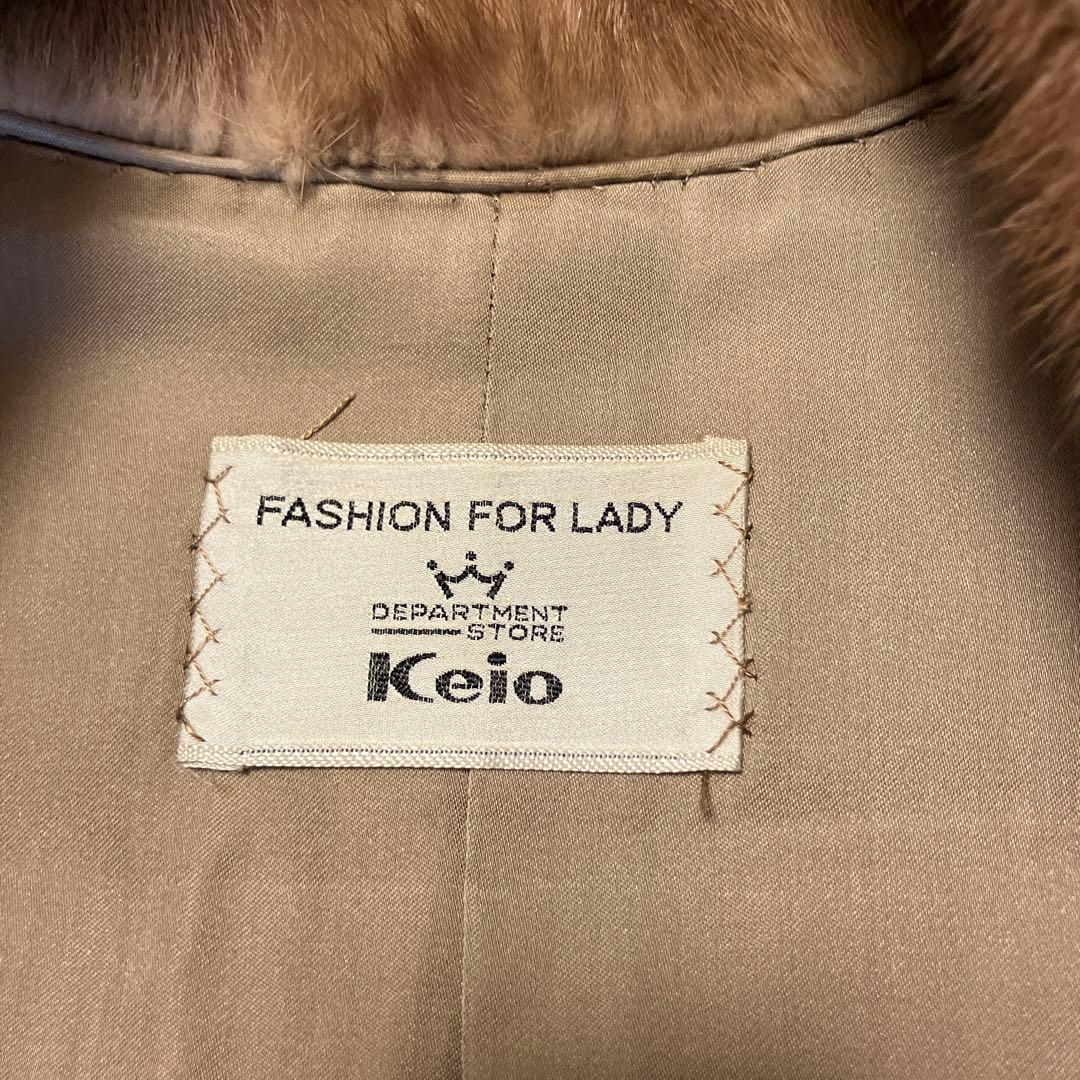 FASHION FOR LADY
DEPARTMENT
STORE
Keio